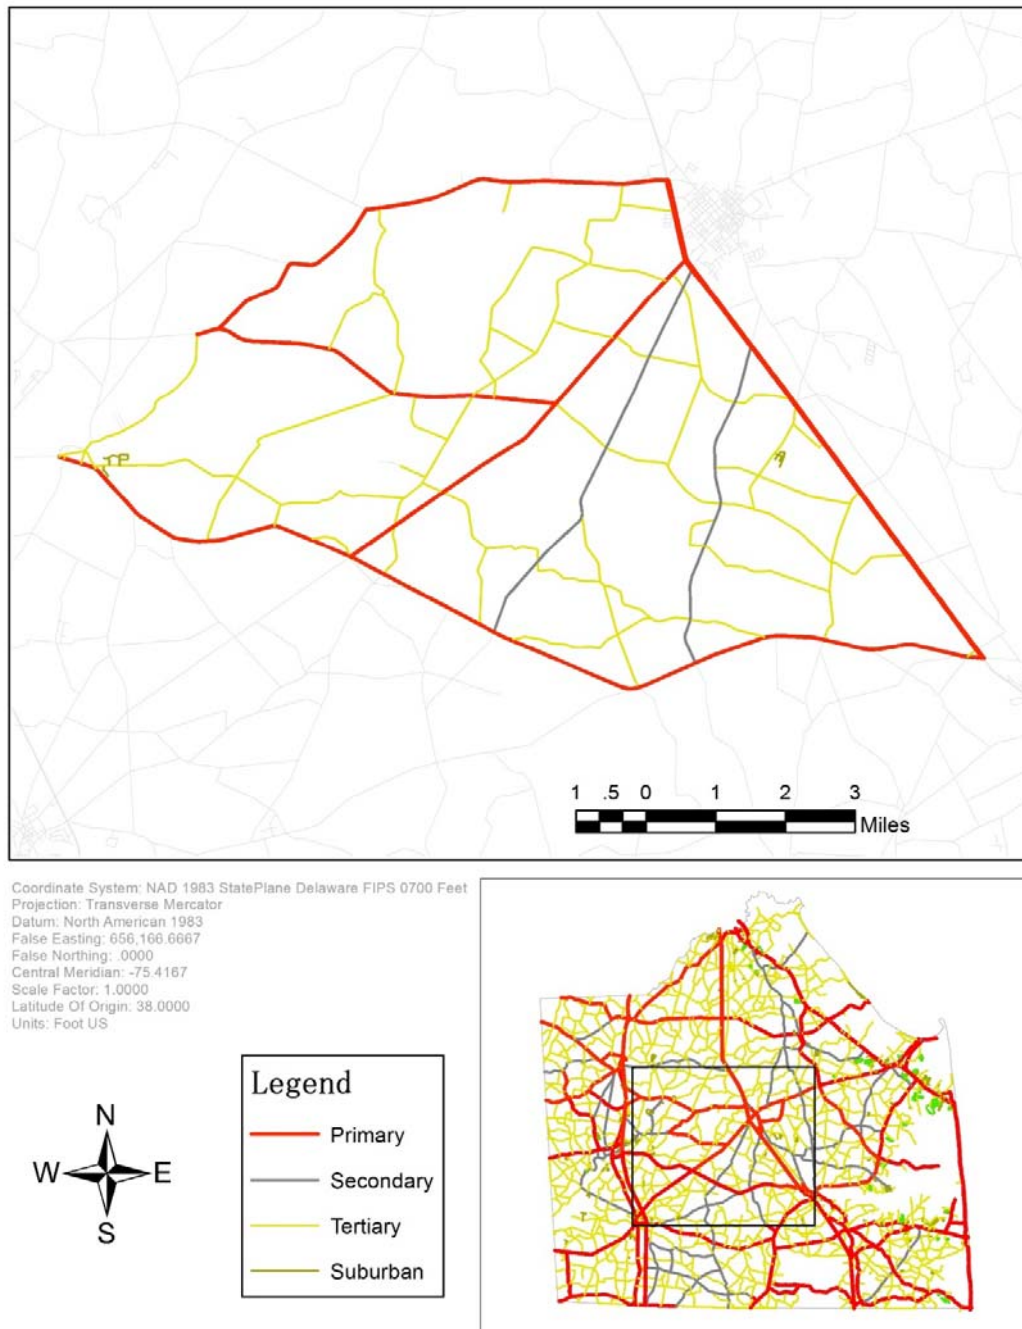 1 .5 0 1 2 3
Miles
Coordinate System: NAD 1983 StatePlane Delaware FIPS 0700 Feet
Projection: Transverse Mercator
Datum: North American 1983
False Easting: 656,166.6667
False Northing: .0000
Central Meridian: -75.4167
Scale Factor: 1.0000
Latitude Of Origin: 38.0000
Units: Foot US
N
W E
S
Legend
Primary
Secondary
Tertiary
Suburban